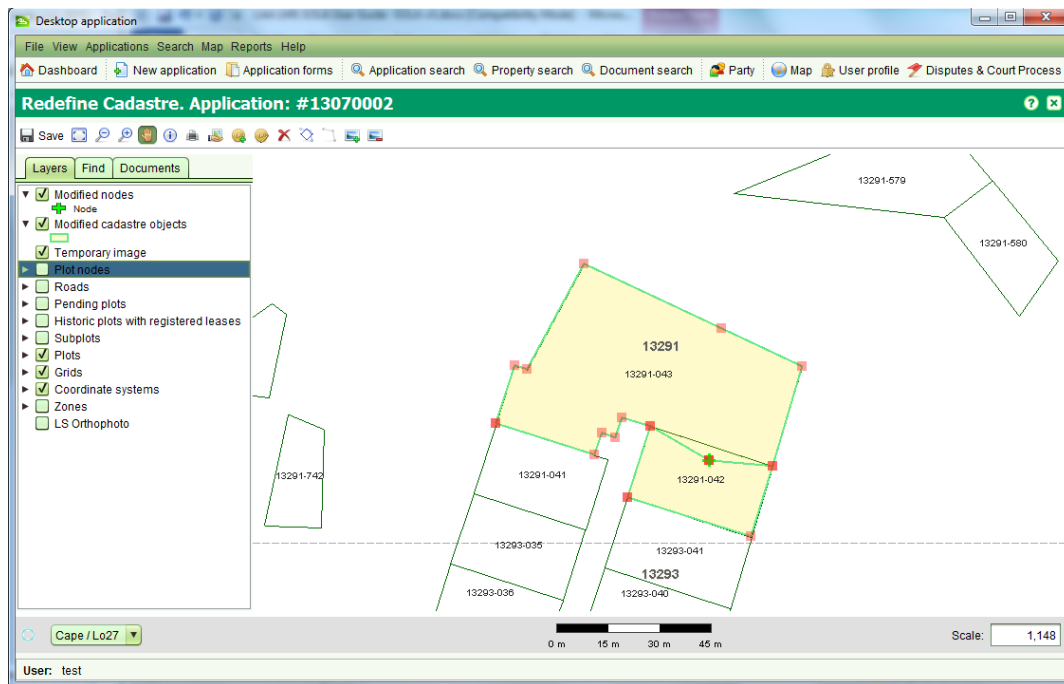 Desktop application
File View Applications Search Map Reports Help
Dashboard New application Application forms Application search Property search Document search Party Map User profile Disputes & Court Process
Redefine Cadastre. Application: #13070002
Save
Layers Find Documents
Modified nodes
Node
Modified cadastre objects
Temporary image
Plot nodes
Roads
Pending plots
Historic plots with registered leases
Subplots
Plots
Grids
Coordinate systems
Zones
LS Orthophoto
13291-579
13291-580
13291
13291-043
13291-742
13291-041
13291-042
13293-035
13293-041
13293
13293-036
13293-040
Cape / Lo27
0 m 15 m 30 m 45 m
Scale: 1,148
User: test